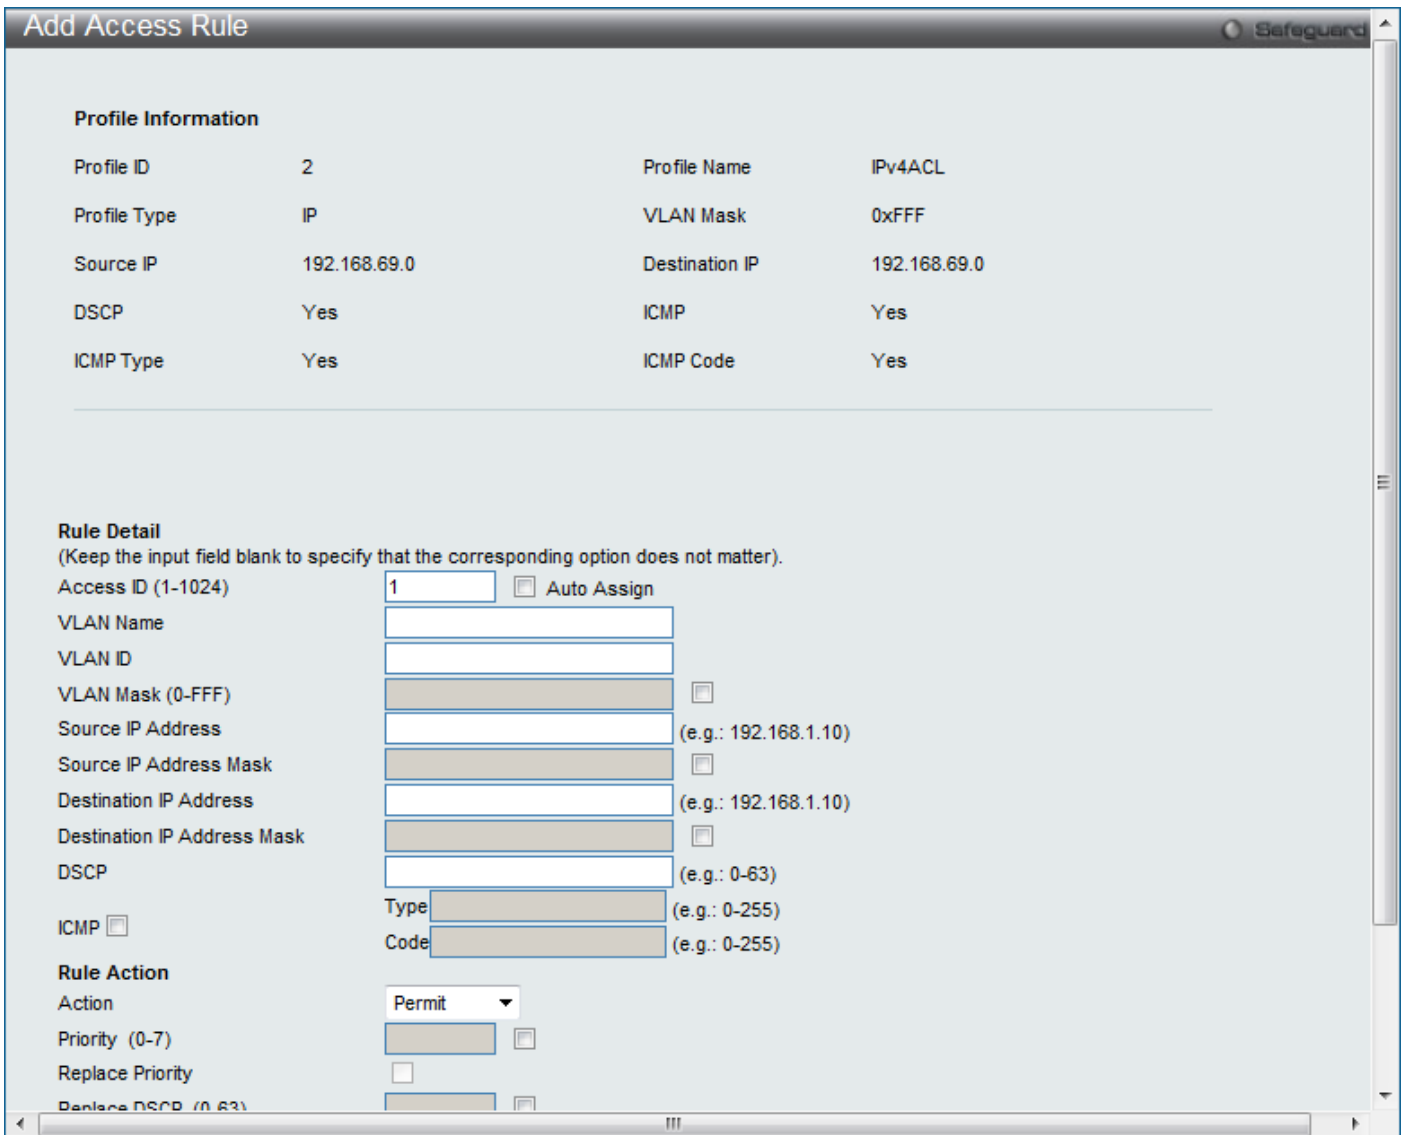 Add Access Rule
Safeguard
Profile Information
Profile ID 2 Profile Name IPv4ACL
Profile Type IP VLAN Mask 0xFFF
Source IP 192.168.69.0 Destination IP 192.168.69.0
DSCP Yes ICMP Yes
ICMP Type Yes ICMP Code Yes
Rule Detail
(Keep the input field blank to specify that the corresponding option does not matter).
Access ID (1-1024) 1 Auto Assign
VLAN Name
VLAN ID
VLAN Mask (0-FFF)
Source IP Address (e.g.: 192.168.1.10)
Source IP Address Mask
Destination IP Address (e.g.: 192.168.1.10)
Destination IP Address Mask
DSCP (e.g.: 0-63)
ICMP Type (e.g.: 0-255)
Code (e.g.: 0-255)
Rule Action
Action Permit
Priority (0-7)
Replace Priority
Replace DSCP (0-63)